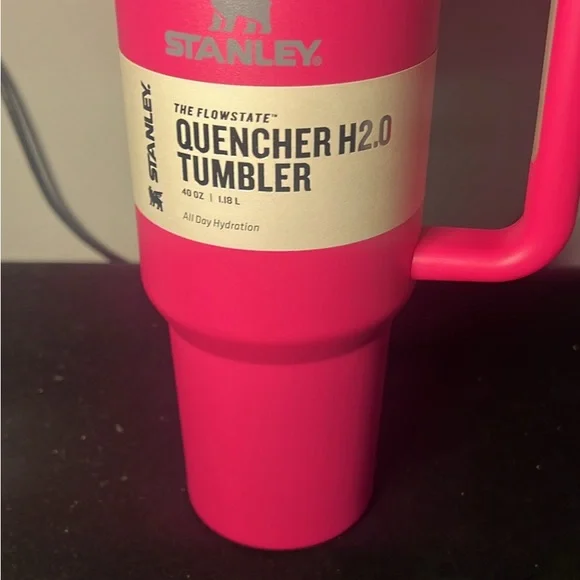 STANLEY®
STANLEY
THE FLOWSTATE™
QUENCHER H2.0
TUMBLER
40 OZ | 1.18 L
All Day Hydration